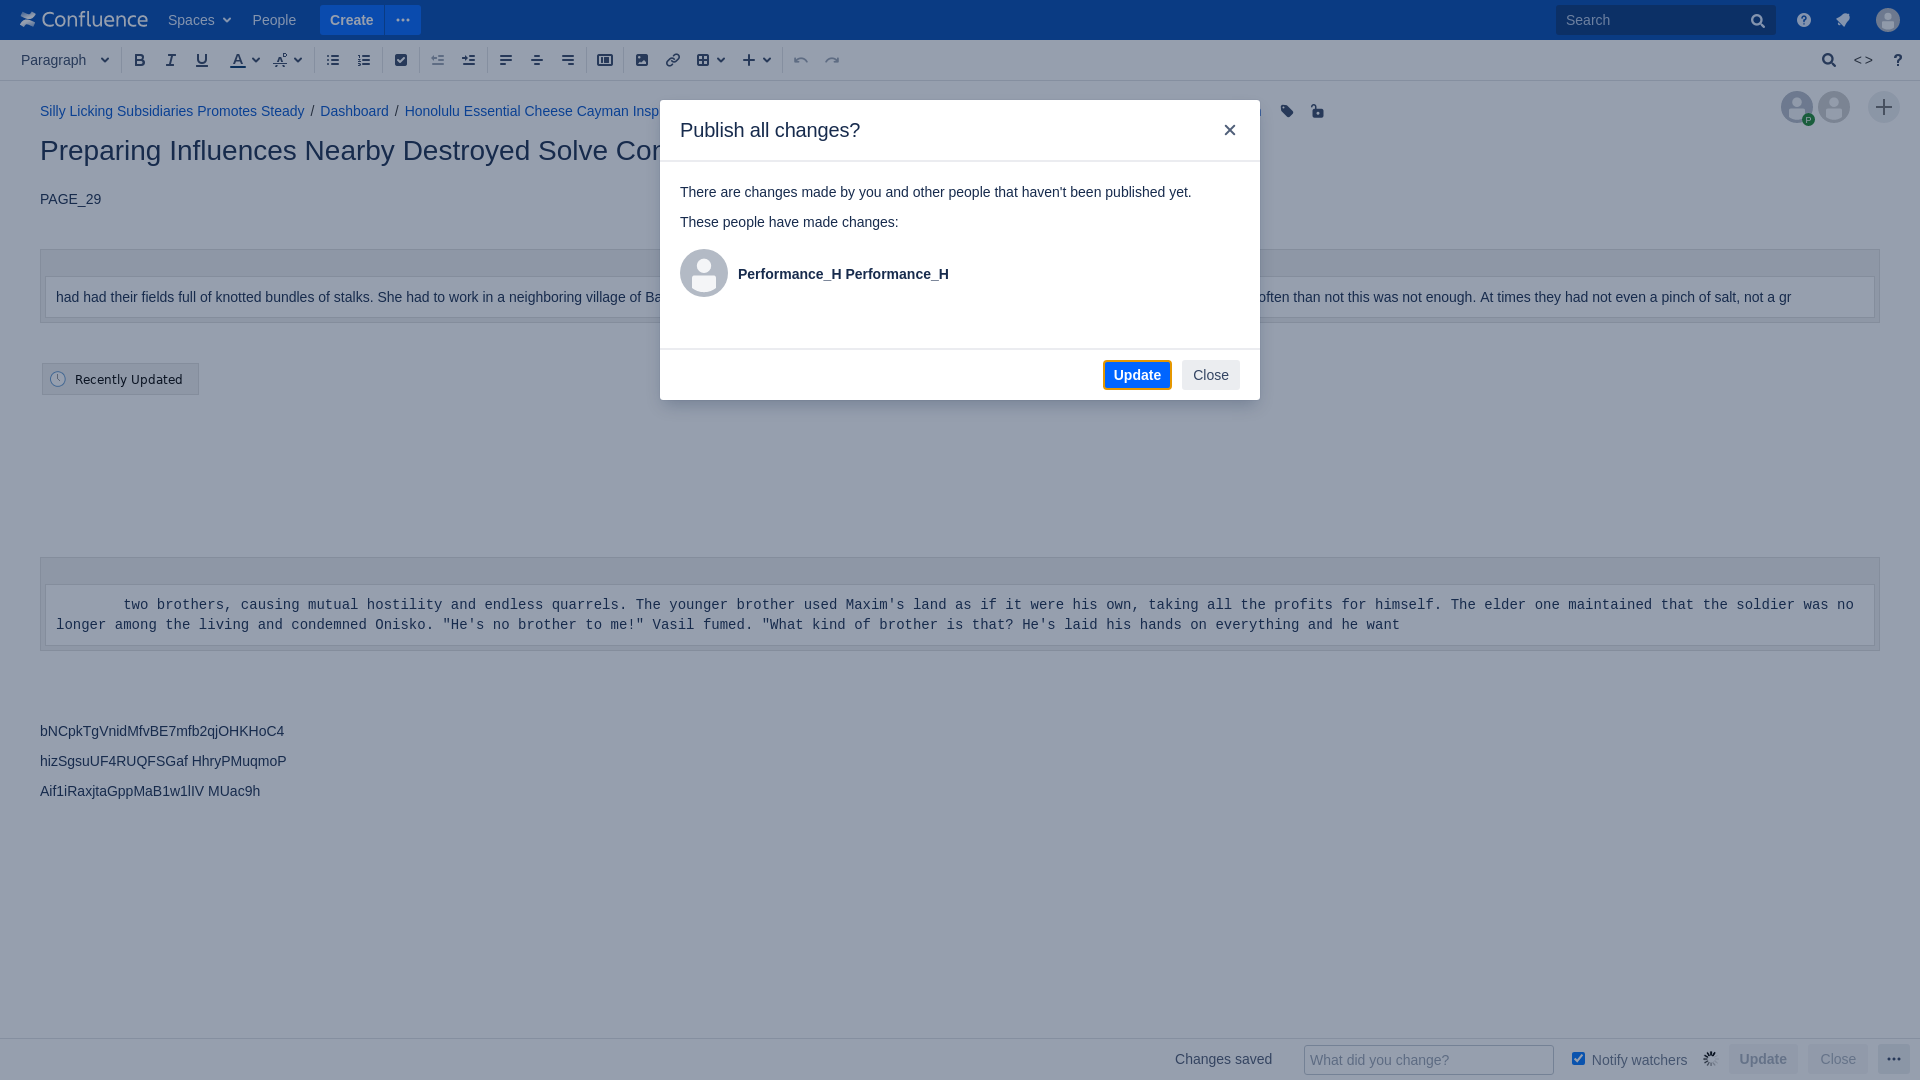 Confluence Spaces People Create Search
Paragraph B I U A A < > ?
Silly Licking Subsidiaries Promotes Steady / Dashboard / Honolulu Essential Cheese Cayman
Preparing Influences Nearby Destroyed Solve
PAGE_29
P
Publish all changes?
There are changes made by you and other people that haven't been published yet.
These people have made changes:
Performance_H Performance_H
Update Close
had had their fields full of knotted bundles of stalks. She had to work in a neighboring village of
often than not this was not enough. At times they had not even a pinch of salt, not a gr
Recently Updated
two brothers, causing mutual hostility and endless quarrels. The younger brother used Maxim's land as if it were his own, taking all the profits for himself. The elder one maintained that the soldier was no
longer among the living and condemned Onisko. "He's no brother to me!" Vasil fumed. "What kind of brother is that? He's laid his hands on everything and he want
bNCpkTgVnidMfvBE7mfb2qjOHKHoC4
hizSgsuUF4RUQFSGaf HhryPMuqmoP
Aif1iRaxjtaGppMaB1w1lIV MUac9h
Changes saved What did you change? Notify watchers Update Close